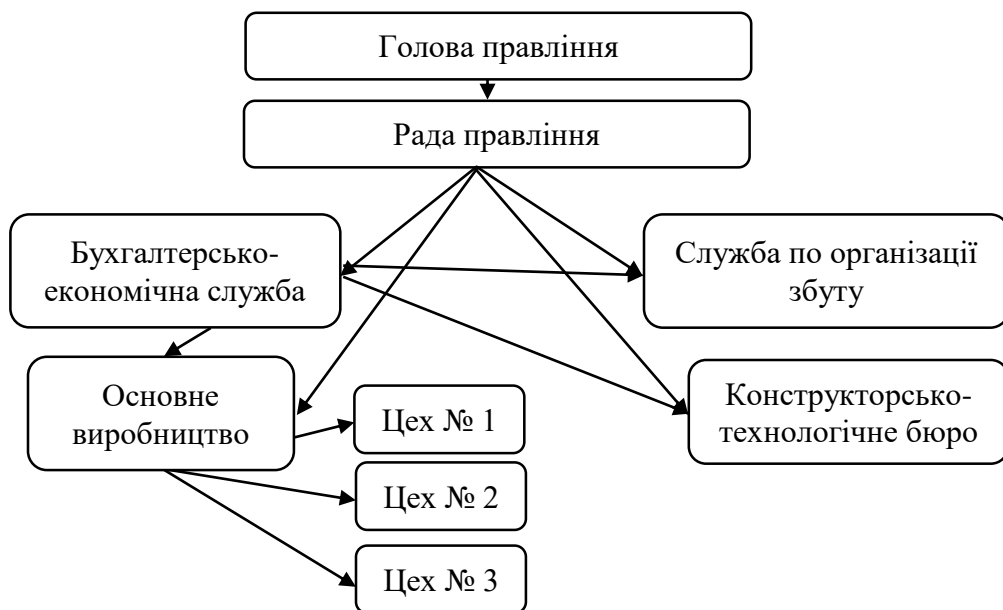 Голова правління
Рада правління
Бухгалтерсько-
економічна служба
Служба по організації
збуту
Основне
виробництво
Конструкторсько-
технологічне бюро
Цех № 1
Цех № 2
Цех № 3